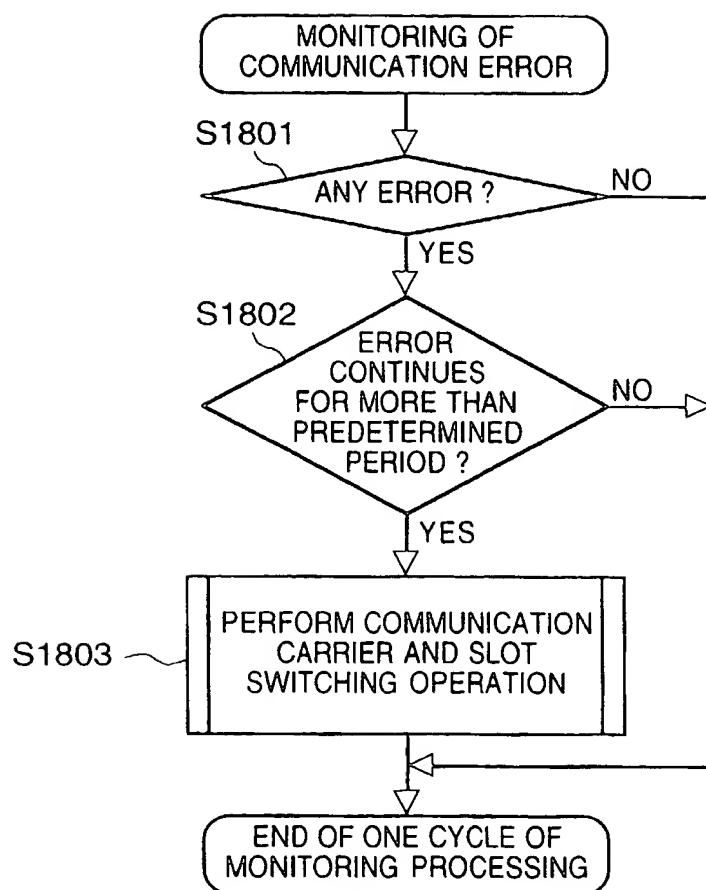 MONITORING OF
COMMUNICATION ERROR
S1801
ANY ERROR ?
NO
YES
S1802
ERROR
CONTINUES
FOR MORE THAN
PREDETERMINED
PERIOD ?
NO
YES
S1803
PERFORM COMMUNICATION
CARRIER AND SLOT
SWITCHING OPERATION
END OF ONE CYCLE OF
MONITORING PROCESSING